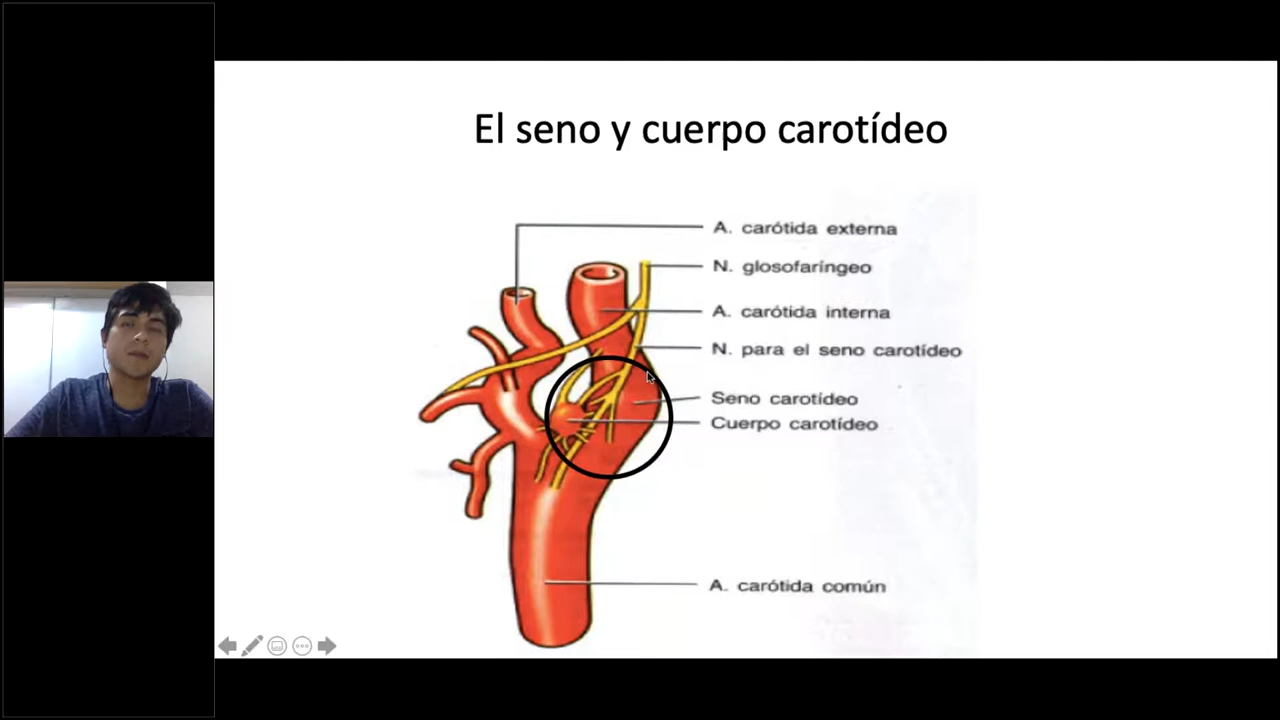 El seno y cuerpo carotídeo
A. carótida externa
N. glosofaríngeo
A. carótida interna
N. para el seno carotídeo
Seno carotídeo
Cuerpo carotídeo
A. carótida común